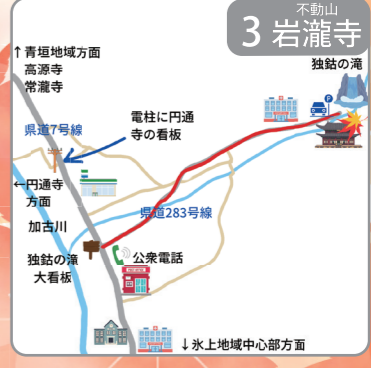 不動山
3 岩瀧寺
↑青垣地域方面
高源寺
常瀧寺
独鈷の滝
P
県道7号線
電柱に円通
寺の看板
←円通寺
方面
県道283号線
加古川
独鈷の滝
大看板
公衆電話
↓氷上地域中心部方面